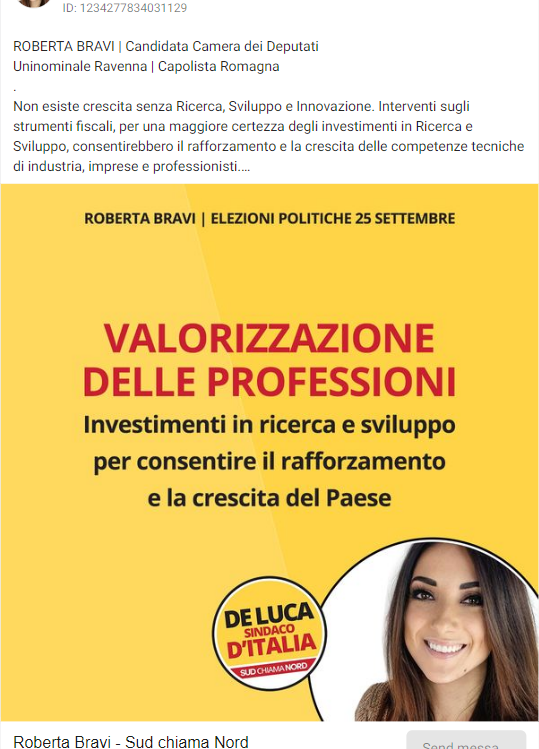 ID: 1234277834031129
ROBERTA BRAVI | Candidata Camera dei Deputati
Uninominale Ravenna | Capolista Romagna
.
Non esiste crescita senza Ricerca, Sviluppo e Innovazione. Interventi sugli
strumenti fiscali, per una maggiore certezza degli investimenti in Ricerca e
Sviluppo, consentirebbero il rafforzamento e la crescita delle competenze tecniche
di industria, imprese e professionisti....
ROBERTA BRAVI | ELEZIONI POLITICHE 25 SETTEMBRE
VALORIZZAZIONE
DELLE PROFESSIONI
Investimenti in ricerca e sviluppo
per consentire il rafforzamento
e la crescita del Paese
DE LUCA
SINDACO
D'ITALIA
SUD CHIAMA NORD
Roberta Bravi - Sud chiama Nord
Send messa